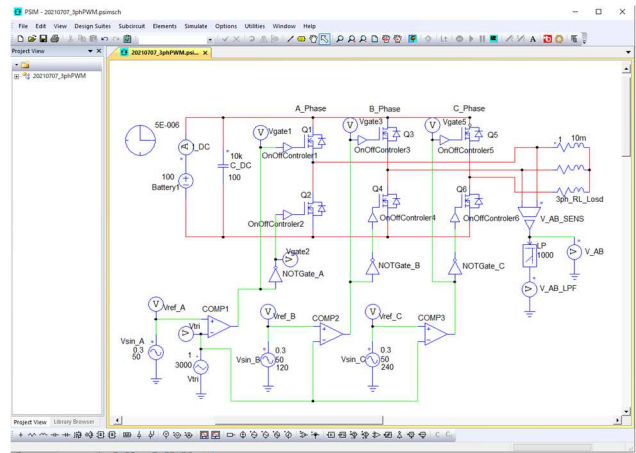 PSIM - 20210707_3phPWM.psimsch
File Edit View Design Suites Subcircuit Elements Simulate Options Utilities Window Help
Project View
20210707_3phPWM.psi... x
20210707_3phPWM
A_Phase
B_Phase
C_Phase
5E-006
I_DC
100
Battery1
10k
C_DC
100
Vgate1
Q1
OnOffControler1
Vgate3
Q3
OnOffControler3
Vgate5
Q5
OnOffControler5
1
10m
3ph_RL_Losd
Q2
OnOffControler2
Q4
OnOffControler4
Q6
OnOffControler6
V_AB_SENS
Vgate2
NOTGate_A
NOTGate_B
NOTGate_C
LP
1000
V_AB
V_AB_LPF
Vref_A
COMP1
Vref_B
COMP2
Vref_C
COMP3
Vtri
Vsin_A
0.3
50
1
3000
Vtri
Vsin_B
0.3
50
120
Vsin_C
0.3
50
240
Project View
Library Browser